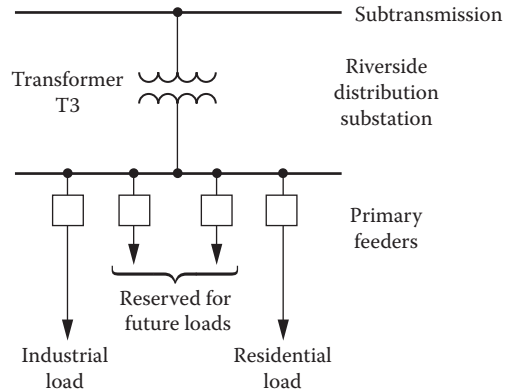 Subtransmission
Transformer
T3
Riverside
distribution
substation
Primary
feeders
Reserved for
future loads
Industrial
load
Residential
load